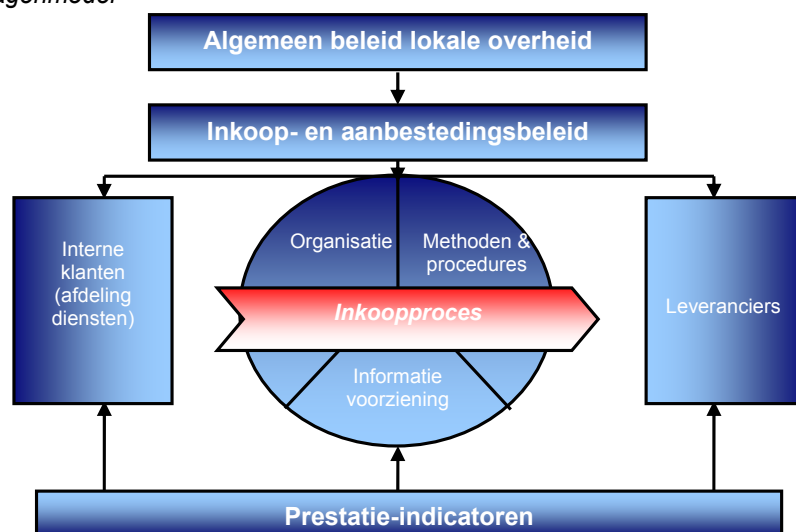 Algemeen beleid lokale overheid
Inkoop- en aanbestedingsbeleid
Interne
klanten
(afdeling
diensten)
Organisatie
Methoden &
procedures
Leveranciers
Inkoopproces
Informatie
voorziening
Prestatie-indicatoren